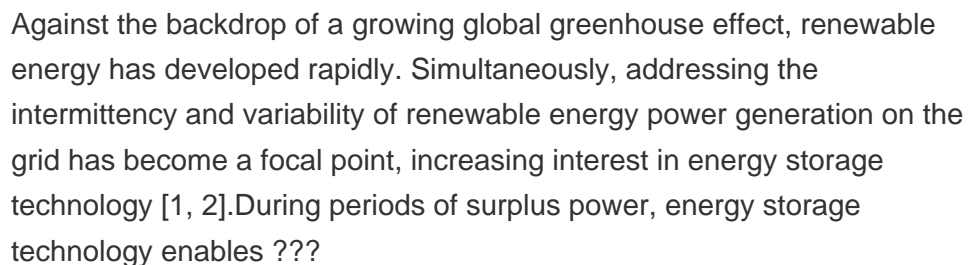 Against the backdrop of a growing global greenhouse effect, renewable
energy has developed rapidly. Simultaneously, addressing the
intermittency and variability of renewable energy power generation on the
grid has become a focal point, increasing interest in energy storage
technology [1, 2].During periods of surplus power, energy storage
technology enables ???